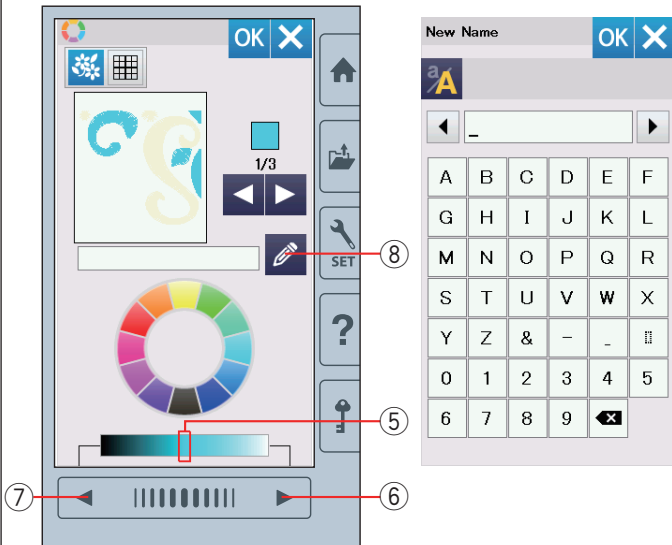 OK
1/3
SET
?
⑧
⑤
⑦
⑥
New Name
OK
a/A
_
A B C D E F
G H I J K L
M N O P Q R
S T U V W X
Y Z & - _
0 1 2 3 4 5
6 7 8 9